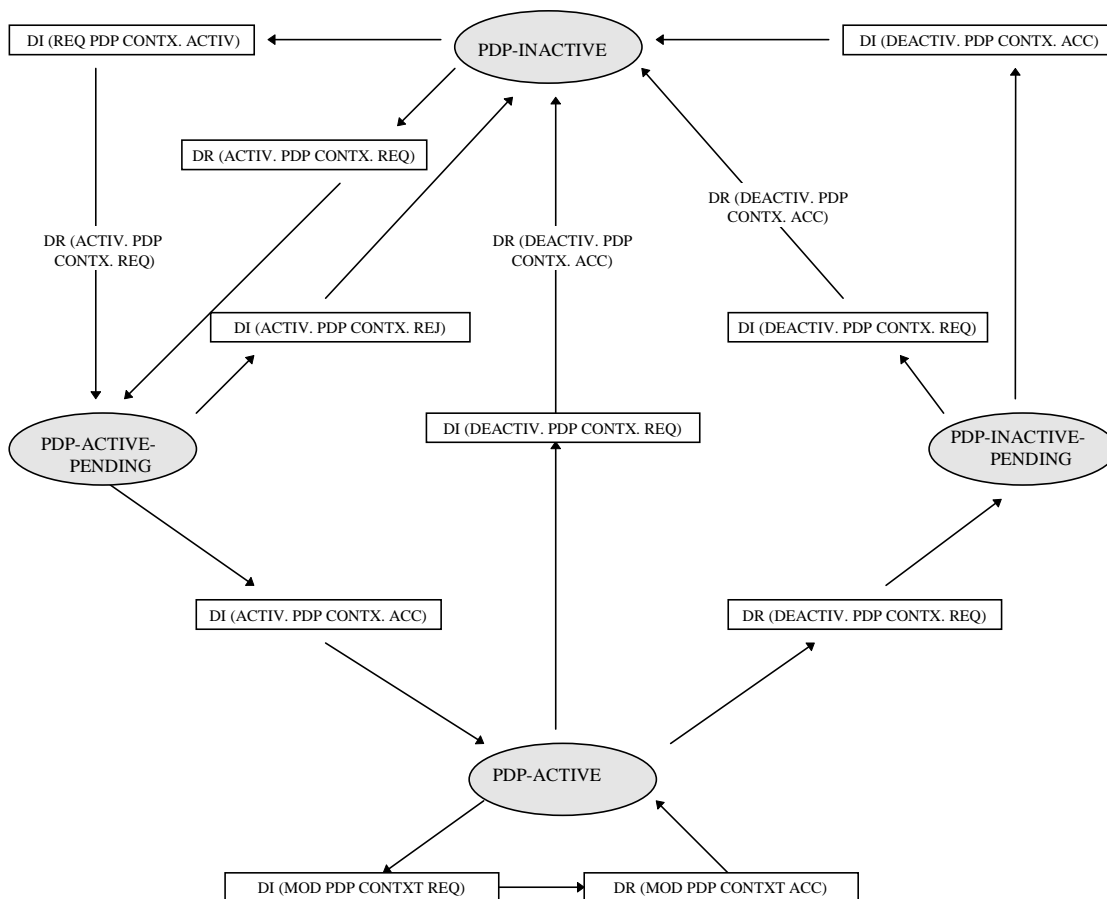 DI (REQ PDP CONTX. ACTIV)
PDP-INACTIVE
DI (DEACTIV. PDP CONTX. ACC)
DR (ACTIV. PDP CONTX. REQ)
DR (DEACTIV. PDP
CONTX. ACC)
DR (ACTIV. PDP
CONTX. REQ)
DR (DEACTIV. PDP
CONTX. ACC)
DI (ACTIV. PDP CONTX. REJ)
DI (DEACTIV. PDP CONTX. REQ)
PDP-ACTIVE-
PENDING
DI (DEACTIV. PDP CONTX. REQ)
PDP-INACTIVE-
PENDING
DI (ACTIV. PDP CONTX. ACC)
DR (DEACTIV. PDP CONTX. REQ)
PDP-ACTIVE
DI (MOD PDP CONTXT REQ)
DR (MOD PDP CONTXT ACC)